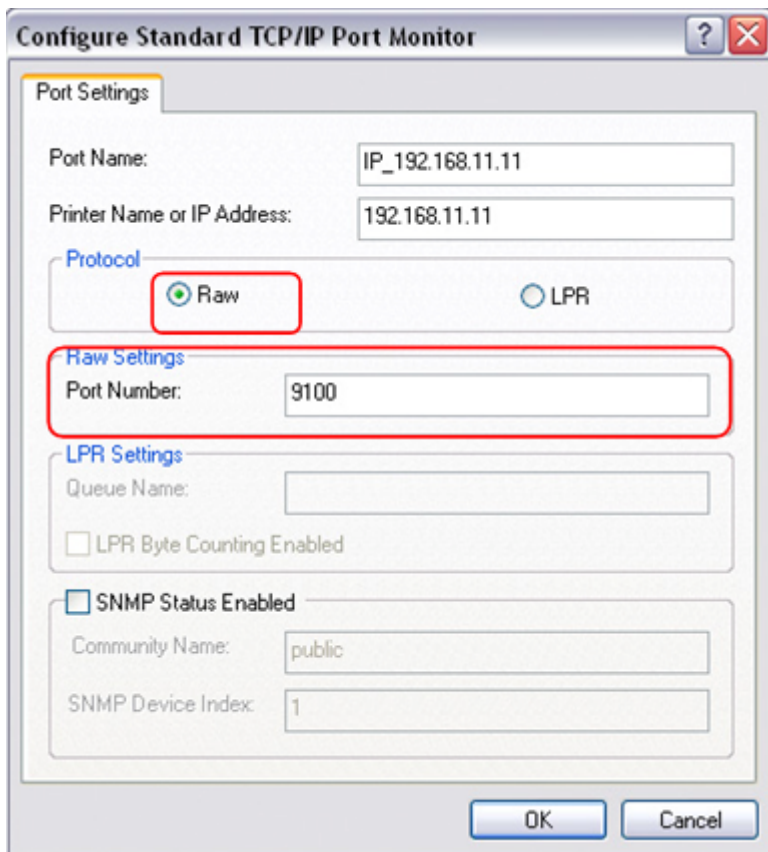 Configure Standard TCP/IP Port Monitor
Port Settings
Port Name: IP_192.168.11.11
Printer Name or IP Address: 192.168.11.11
Protocol
Raw LPR
Raw Settings
Port Number: 9100
LPR Settings
Queue Name:
LPR Byte Counting Enabled
SNMP Status Enabled
Community Name: public
SNMP Device Index: 1
OK Cancel